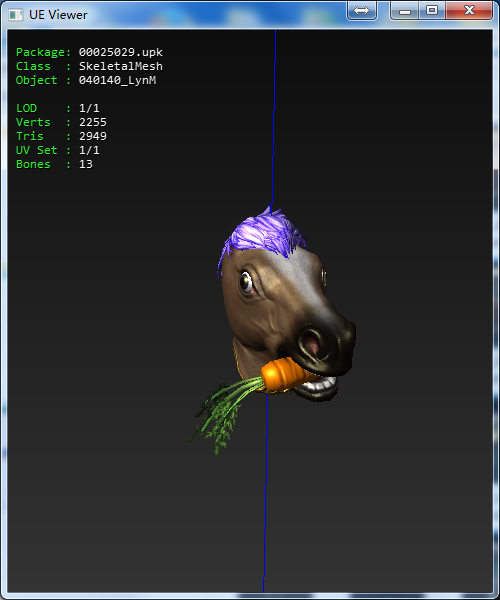 UE Viewer
Package: 00025029.upk
Class : SkeletalMesh
Object : 040140_LynM
LOD : 1/1
Verts : 2255
Tris : 2949
UV Set : 1/1
Bones : 13